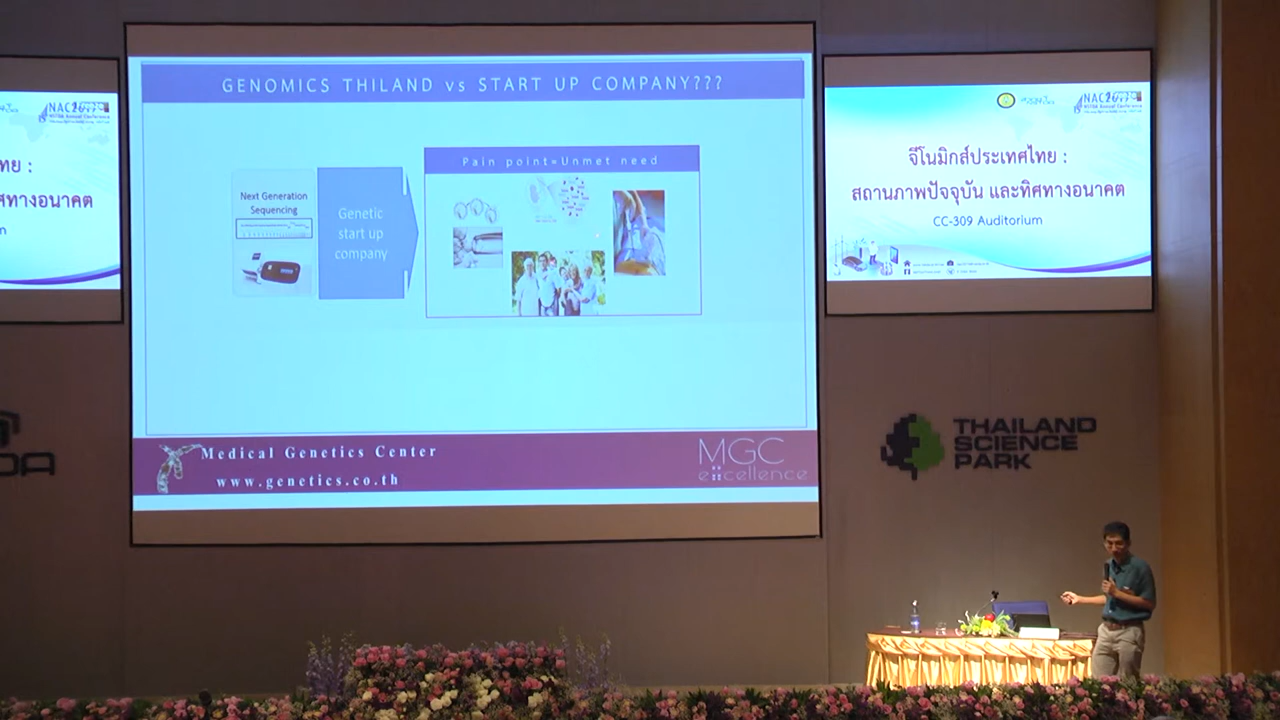 GENOMICS THILAND vs START UP COMPANY???
Next Generation
Sequencing
Genetic
start up
company
Pain point=Unmet need
Medical Genetics Center
www.genetics.co.th
MGC
excellence
ทย :
ทางอนาคต
จีโนมิกส์ประเทศไทย :
สถานภาพปัจจุบัน และทิศทางอนาคต
CC-309 Auditorium
THAILAND
SCIENCE
PARK